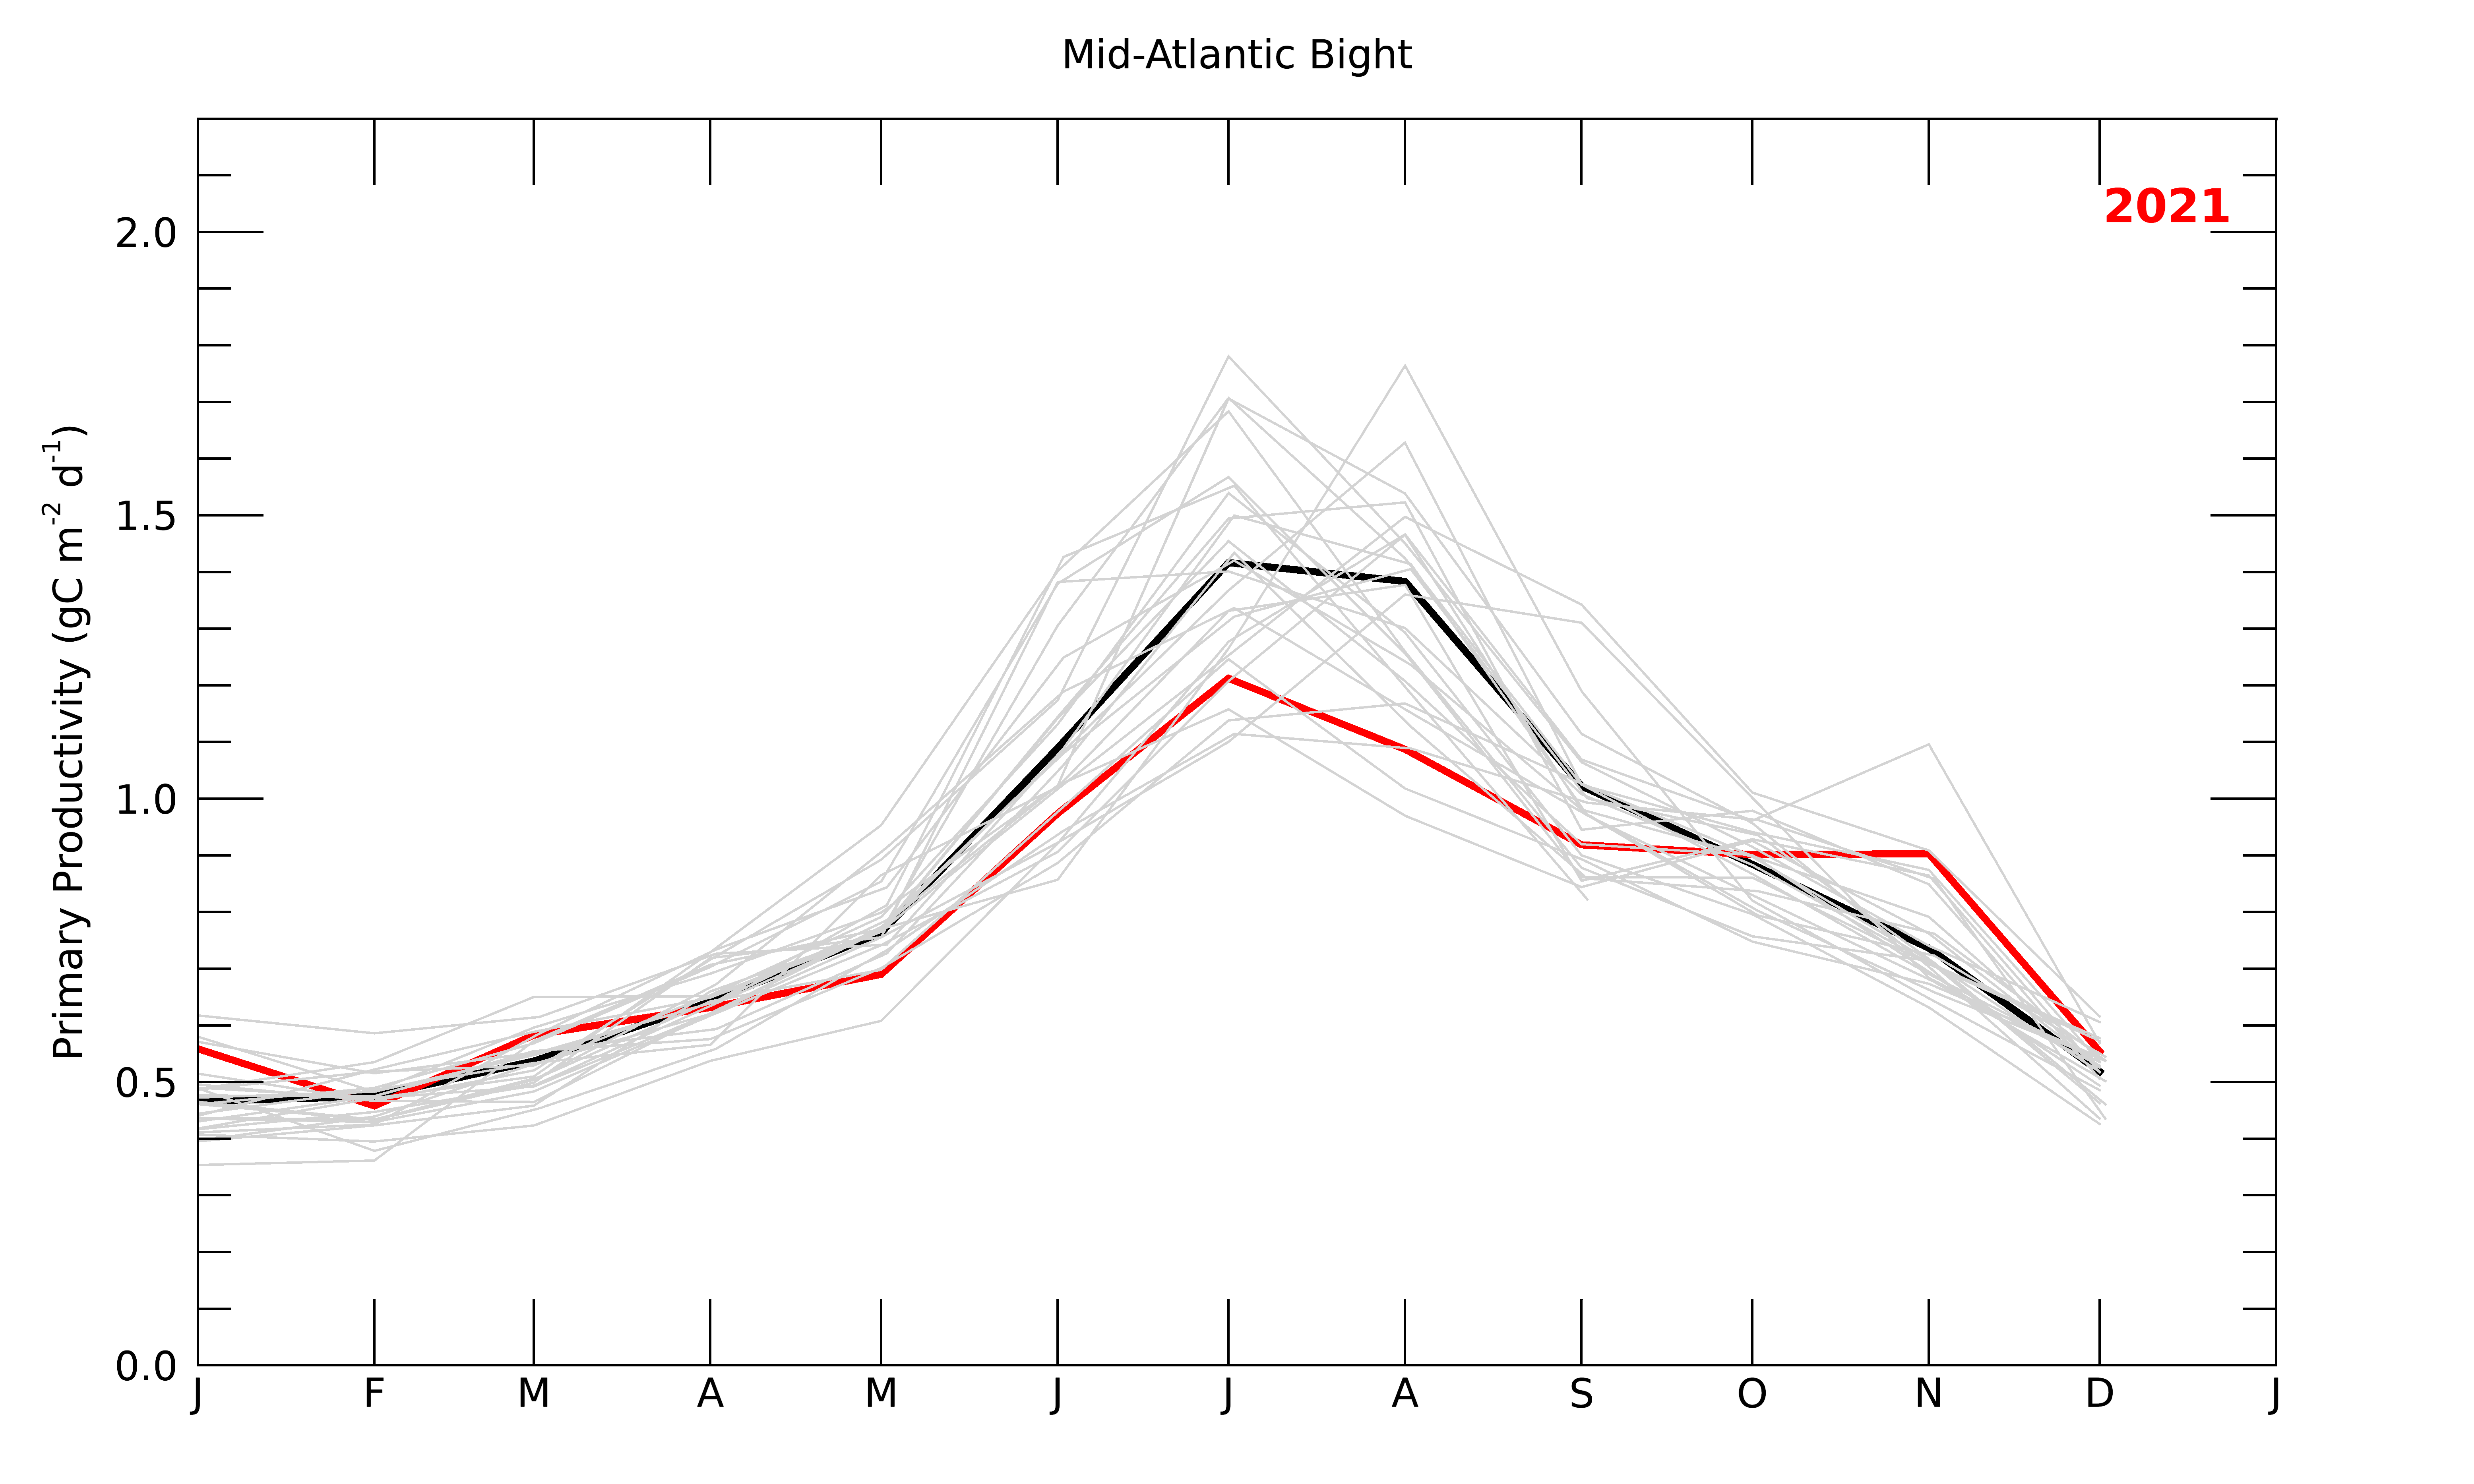 Mid-Atlantic Bight
2021
Primary Productivity (gC m-2 d-1)
2.0
1.5
1.0
0.5
0.0
J F M A M J J A S O N D J